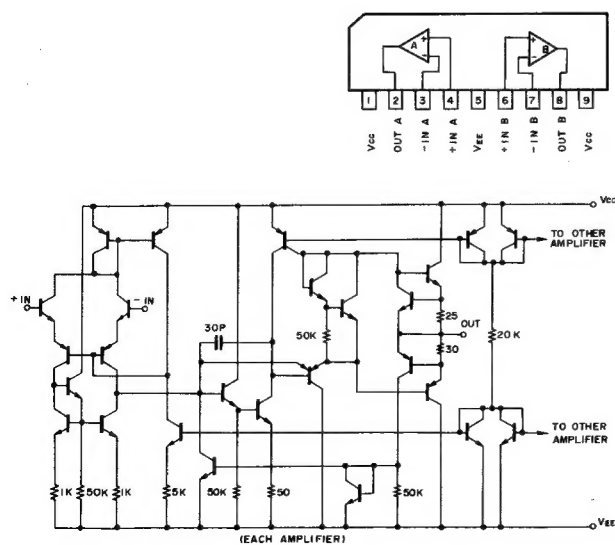 A + -
+ - B
1 2 3 4 5 6 7 8 9
Vcc OUT A -IN A +IN A VEE +IN B -IN B OUT B Vcc
Vcc
TO OTHER
AMPLIFIER
+IN
-IN
30P
50K
25
OUT
30
20K
TO OTHER
AMPLIFIER
1K 50K 1K 5K 50K 50 50K
VEE
(EACH AMPLIFIER)